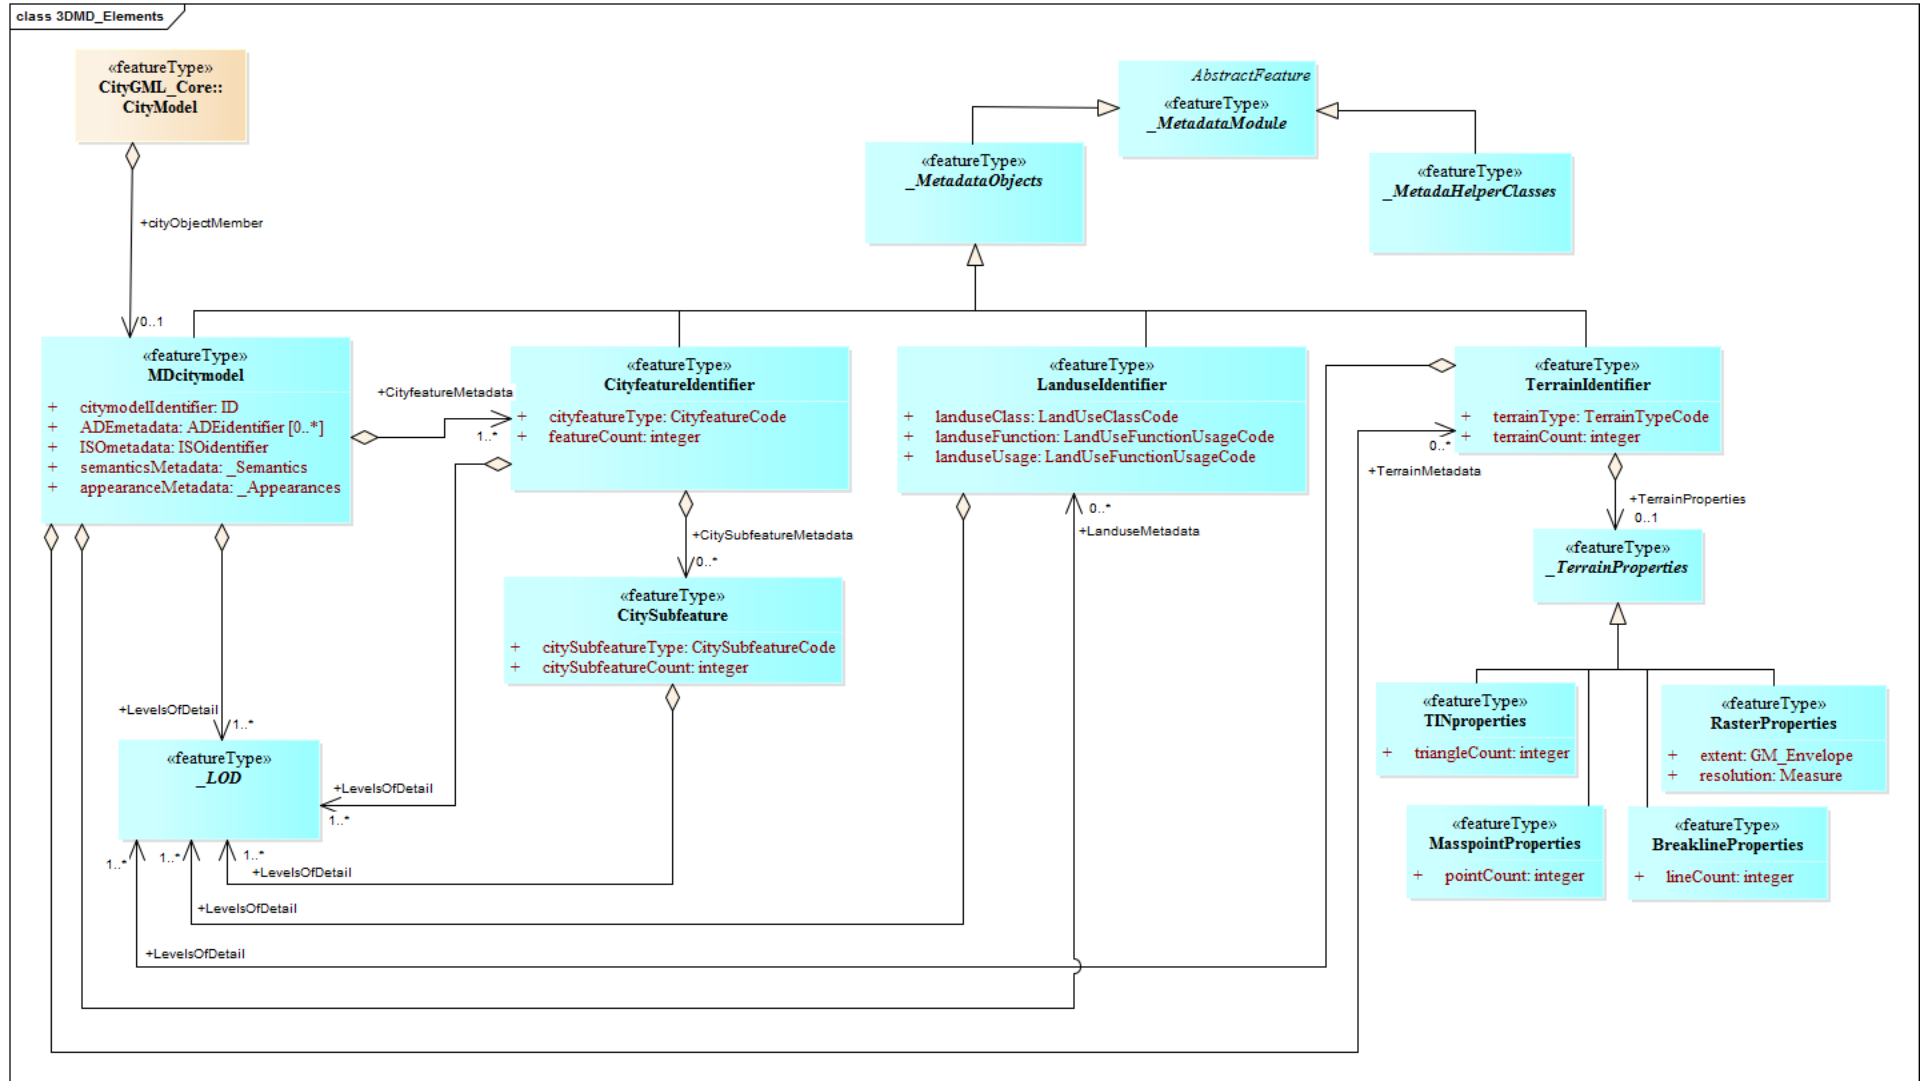 class 3DMD_Elements
«featureType»
CityGML_Core::
CityModel
+cityObjectMember
0..1
AbstractFeature
«featureType»
_MetadataModule
«featureType»
_MetadataObjects
«featureType»
_MetadaHelperClasses
«featureType»
MDcitymodel
+ citymodelIdentifier: ID
+ ADEmetadata: ADEidentifier [0..*]
+ ISOmetadata: ISOidentifier
+ semanticsMetadata: _Semantics
+ appearanceMetadata: _Appearances
+CityfeatureMetadata
1..*
«featureType»
CityfeatureIdentifier
+ cityfeatureType: CityfeatureCode
+ featureCount: integer
«featureType»
LanduseIdentifier
+ landuseClass: LandUseClassCode
+ landuseFunction: LandUseFunctionUsageCode
+ landuseUsage: LandUseFunctionUsageCode
«featureType»
TerrainIdentifier
+ terrainType: TerrainTypeCode
+ terrainCount: integer
0..*
+TerrainMetadata
+TerrainProperties
0..1
0..*
+LanduseMetadata
+CitySubfeatureMetadata
0..*
«featureType»
_TerrainProperties
«featureType»
CitySubfeature
+ citySubfeatureType: CitySubfeatureCode
+ citySubfeatureCount: integer
+LevelsOfDetail
1..*
«featureType»
_LOD
+LevelsOfDetail
1..*
«featureType»
TINproperties
+ triangleCount: integer
«featureType»
RasterProperties
+ extent: GM_Envelope
+ resolution: Measure
«featureType»
MasspointProperties
+ pointCount: integer
«featureType»
BreaklineProperties
+ lineCount: integer
1..*
1..*
1..*
+LevelsOfDetail
+LevelsOfDetail
+LevelsOfDetail